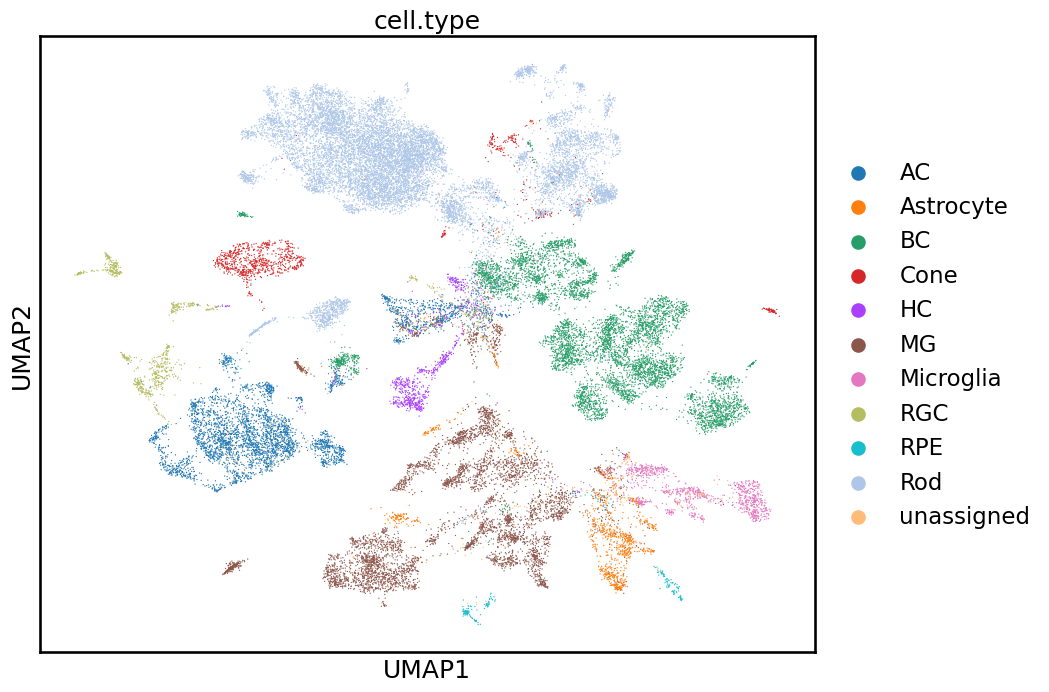 cell.type
UMAP2
UMAP1
AC
Astrocyte
BC
Cone
HC
MG
Microglia
RGC
RPE
Rod
unassigned